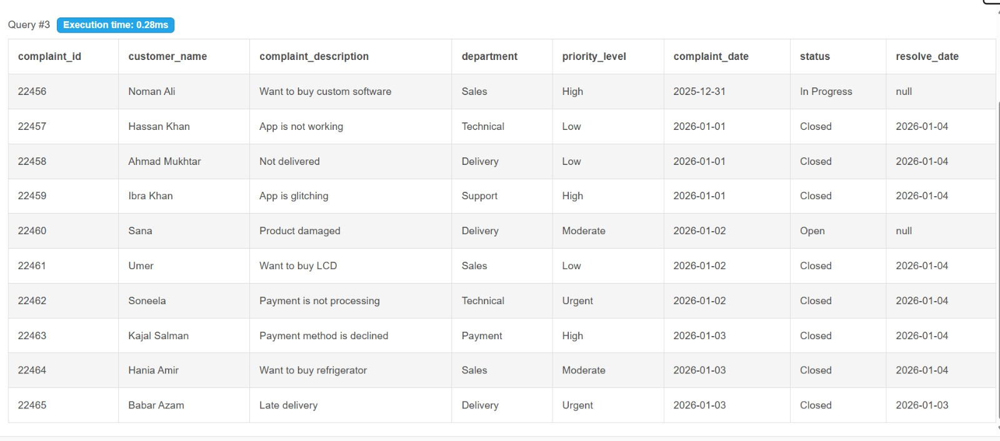 Query #3 Execution time: 0.28ms
complaint_id customer_name complaint_description department priority_level complaint_date status resolve_date
22456 Noman Ali Want to buy custom software Sales High 2025-12-31 In Progress null
22457 Hassan Khan App is not working Technical Low 2026-01-01 Closed 2026-01-04
22458 Ahmad Mukhtar Not delivered Delivery Low 2026-01-01 Closed 2026-01-04
22459 Ibra Khan App is glitching Support High 2026-01-01 Closed 2026-01-04
22460 Sana Product damaged Delivery Moderate 2026-01-02 Open null
22461 Umer Want to buy LCD Sales Low 2026-01-02 Closed 2026-01-04
22462 Soneela Payment is not processing Technical Urgent 2026-01-02 Closed 2026-01-04
22463 Kajal Salman Payment method is declined Payment High 2026-01-03 Closed 2026-01-04
22464 Hania Amir Want to buy refrigerator Sales Moderate 2026-01-03 Closed 2026-01-04
22465 Babar Azam Late delivery Delivery Urgent 2026-01-03 Closed 2026-01-03